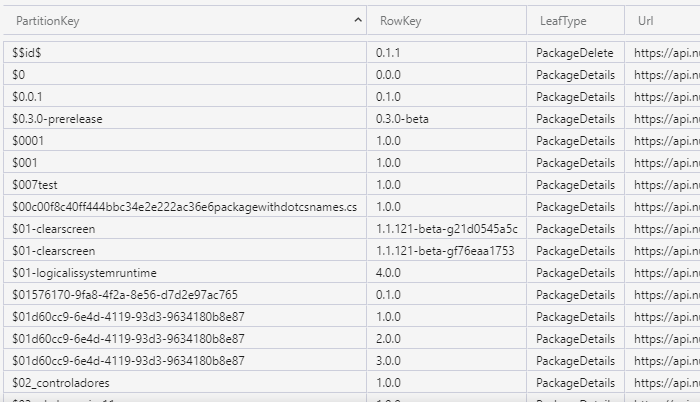 PartitionKey RowKey LeafType Url
$$id$ 0.1.1 PackageDelete https://api.n
$0 0.0.0 PackageDetails https://api.n
$0.0.1 0.1.0 PackageDetails https://api.n
$0.3.0-prerelease 0.3.0-beta PackageDetails https://api.n
$0001 1.0.0 PackageDetails https://api.n
$001 1.0.0 PackageDetails https://api.n
$007test 1.0.0 PackageDetails https://api.n
$00c00f8c40ff444bbc34e2e222ac36e6packagewithdotcsnames.cs 1.0.0 PackageDetails https://api.n
$01-clearscreen 1.1.121-beta-g21d0545a5c PackageDetails https://api.n
$01-clearscreen 1.1.121-beta-gf76eaa1753 PackageDetails https://api.n
$01-logicalissystemruntime 4.0.0 PackageDetails https://api.n
$01576170-9fa8-4f2a-8e56-d7d2e97ac765 0.1.0 PackageDetails https://api.n
$01d60cc9-6e4d-4119-93d3-9634180b8e87 1.0.0 PackageDetails https://api.n
$01d60cc9-6e4d-4119-93d3-9634180b8e87 2.0.0 PackageDetails https://api.n
$01d60cc9-6e4d-4119-93d3-9634180b8e87 3.0.0 PackageDetails https://api.n
$02_controladores 1.0.0 PackageDetails https://api.n